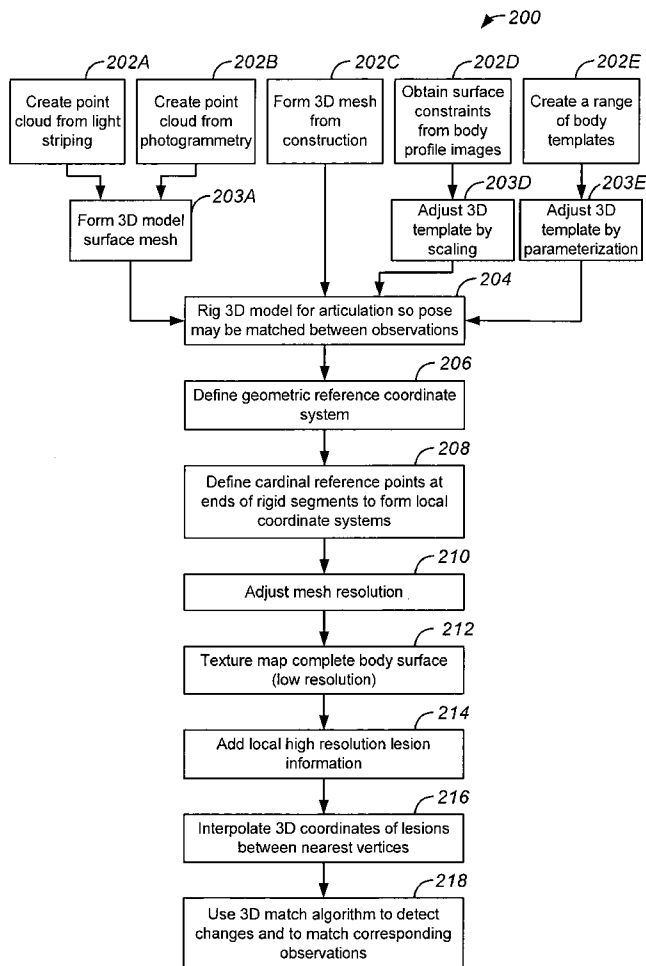 200
202A
202B
202C
202D
202E
Create point
cloud from light
striping
Create point
cloud from
photogrammetry
Form 3D mesh
from
construction
Obtain surface
constraints
from body
profile images
Create a range
of body
templates
203A
203D
203E
Form 3D model
surface mesh
Adjust 3D
template by
scaling
Adjust 3D
template by
parameterization
204
Rig 3D model for articulation so pose
may be matched between observations
206
Define geometric reference coordinate
system
208
Define cardinal reference points at
ends of rigid segments to form local
coordinate systems
210
Adjust mesh resolution
212
Texture map complete body surface
(low resolution)
214
Add local high resolution lesion
information
216
Interpolate 3D coordinates of lesions
between nearest vertices
218
Use 3D match algorithm to detect
changes and to match corresponding
observations